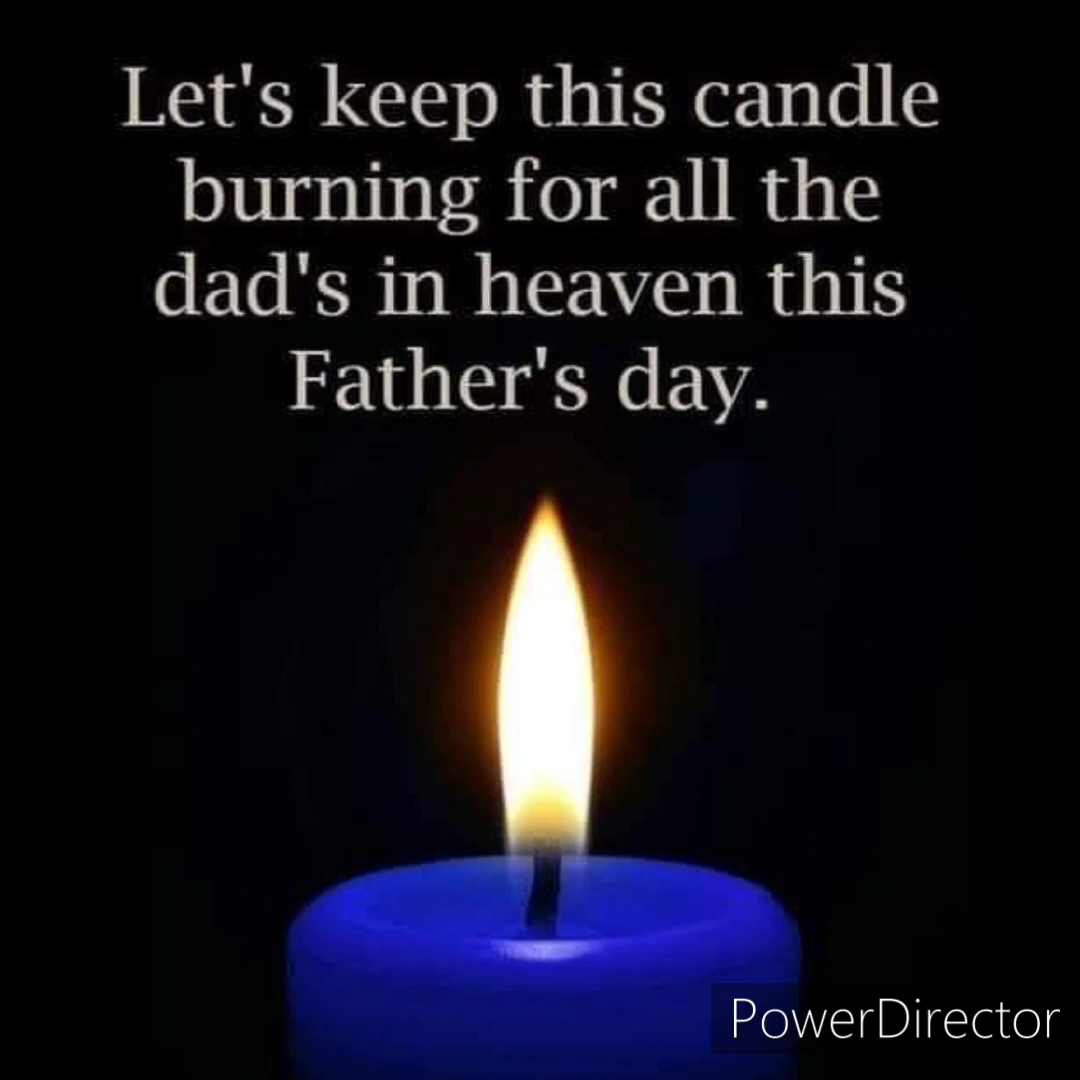 Let's keep this candle
burning for all the
dad's in heaven this
Father's day.
PowerDirector